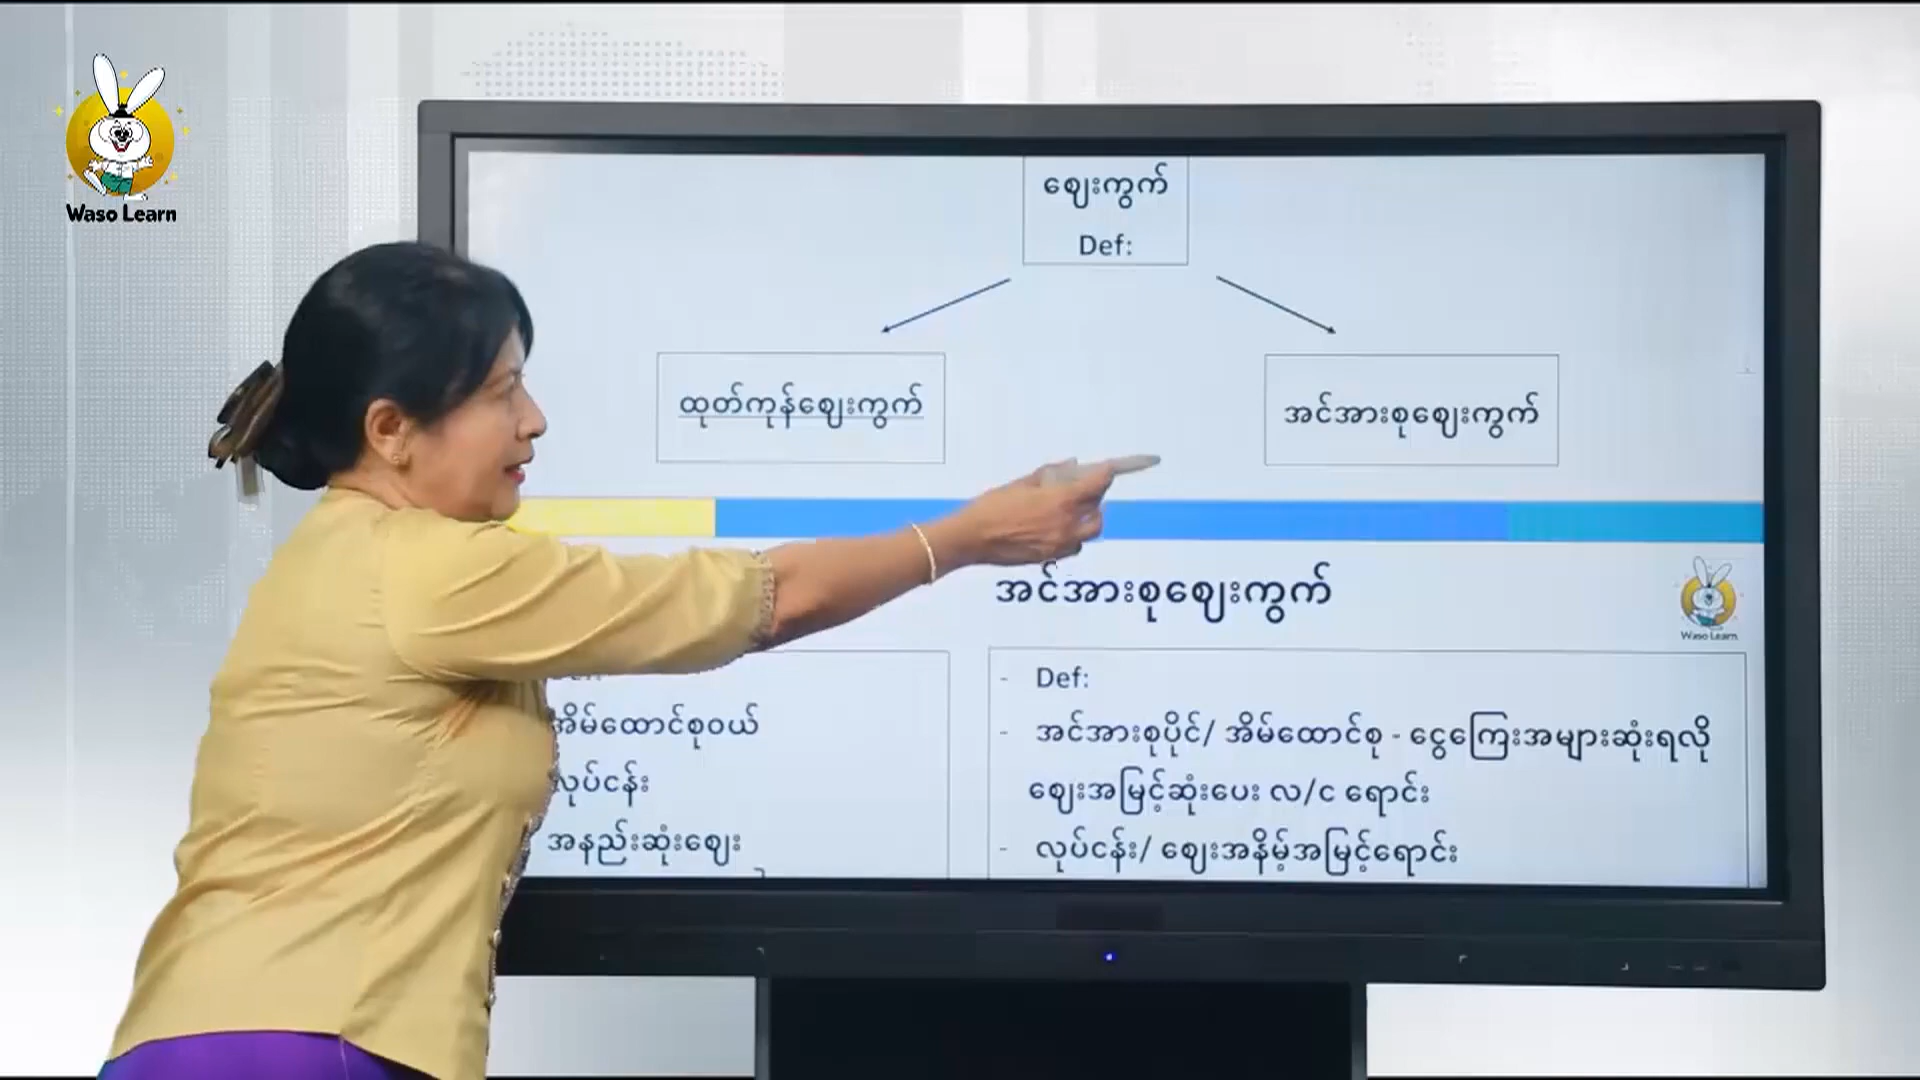 Waso Learn
ဈေးကွက်
Def:
ထုတ်ကုန်ဈေးကွက်
အင်အားစုဈေးကွက်
အင်အားစုဈေးကွက်
Waso Learn
အိမ်ထောင်စုဝယ်
လုပ်ငန်း
အနည်းဆုံးဈေး
- Def:
- အင်အားစုပိုင်/ အိမ်ထောင်စု - ငွေကြေးအများဆုံးရလို
ဈေးအမြင့်ဆုံးပေး လ/င ရောင်း
- လုပ်ငန်း/ ဈေးအနိမ့်အမြင့်ရောင်း